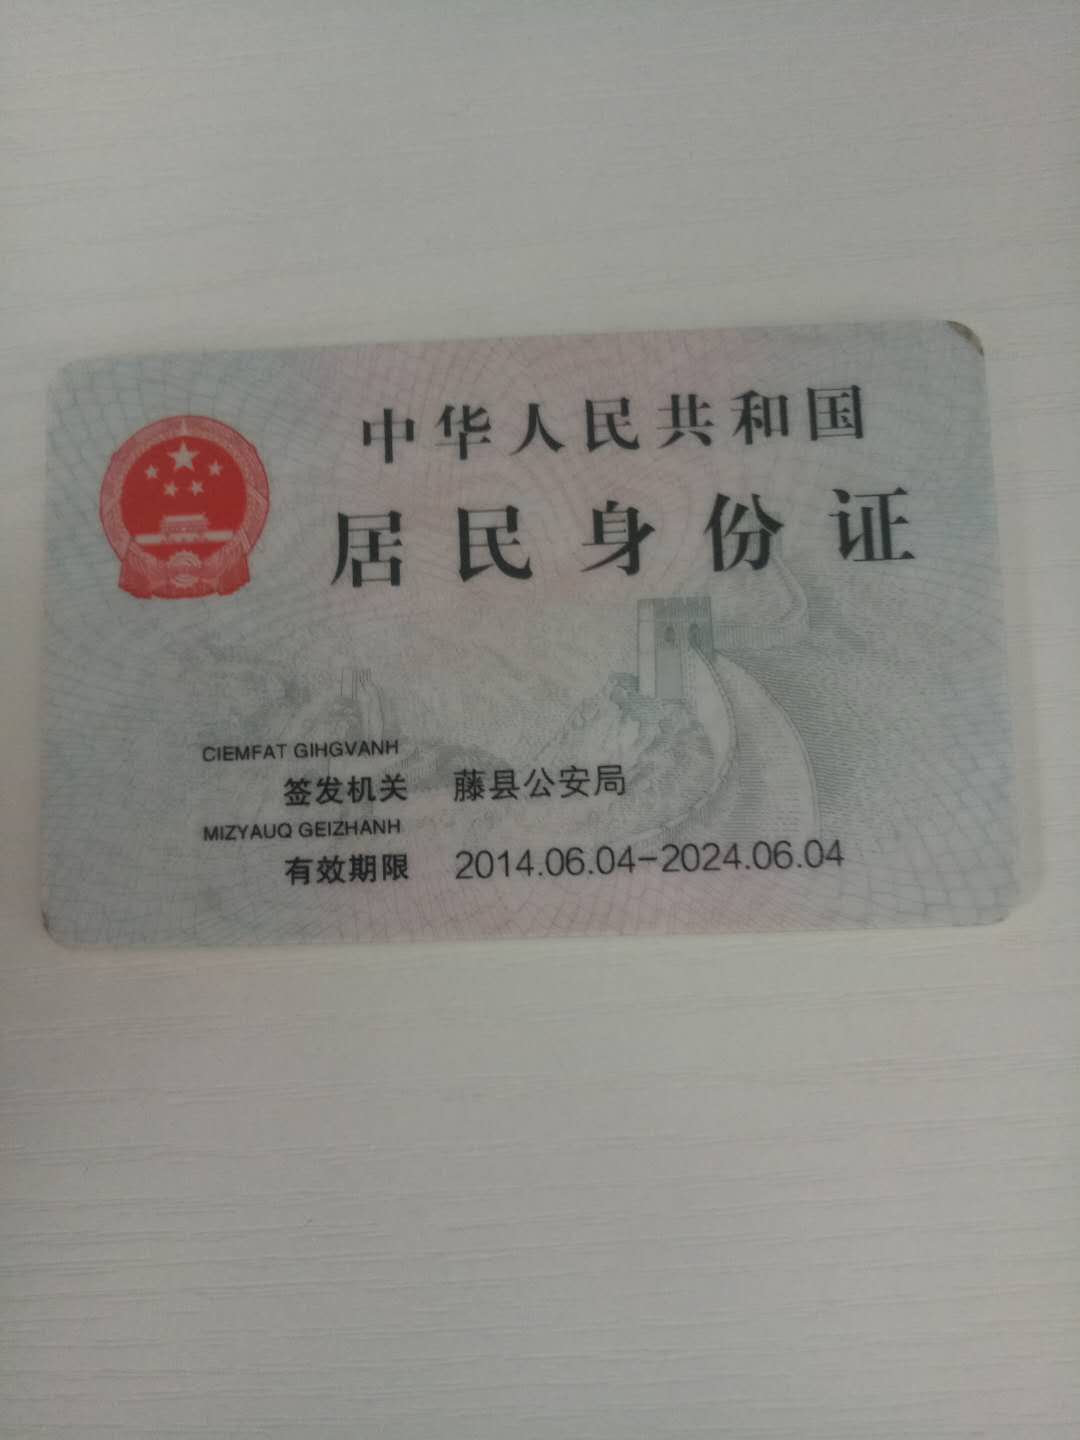 中华人民共和国
居民身份证
CIEMFAT GIHGVANH
签发机关 藤县公安局
MIZYAUQ GEIZHANH
有效期限 2014.06.04-2024.06.04